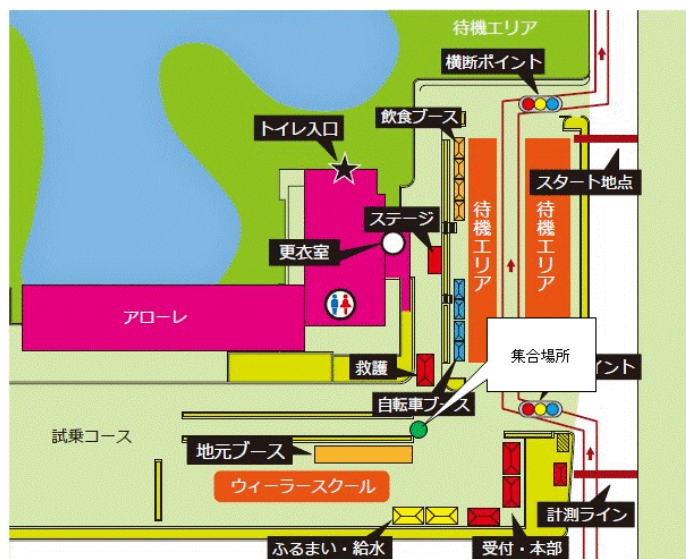 待機エリア
横断ポイント
飲食ブース
トイレ入口
スタート地点
待機エリア
待機エリア
ステージ
更衣室
アローレ
集合場所
イント
救護
自転車ブース
試乗コース
地元ブース
ウィーラースクール
計測ライン
ふるまい・給水
受付・本部